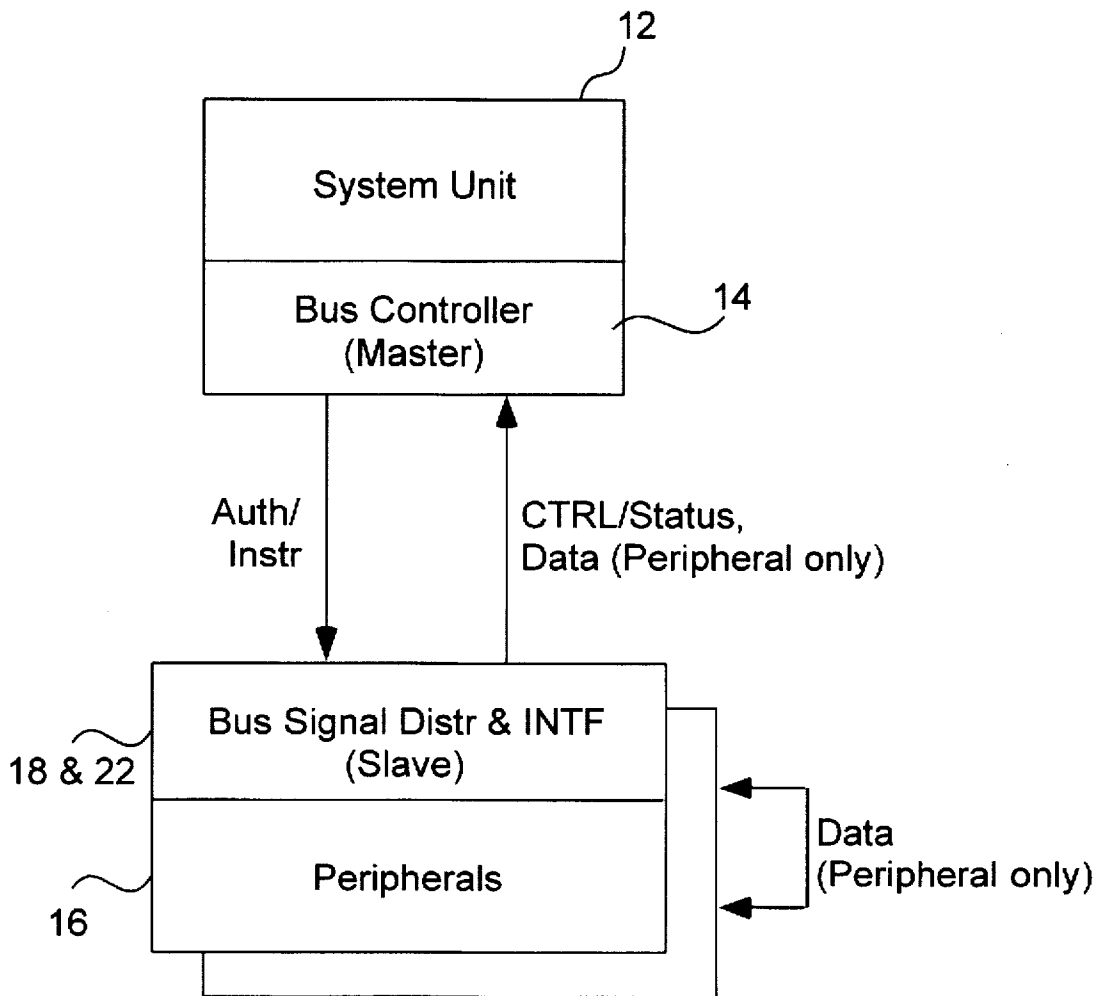 12
System Unit
Bus Controller
(Master)
14
Auth/
Instr
CTRL/Status,
Data (Peripheral only)
Bus Signal Distr & INTF
(Slave)
18 & 22
Peripherals
16
Data
(Peripheral only)